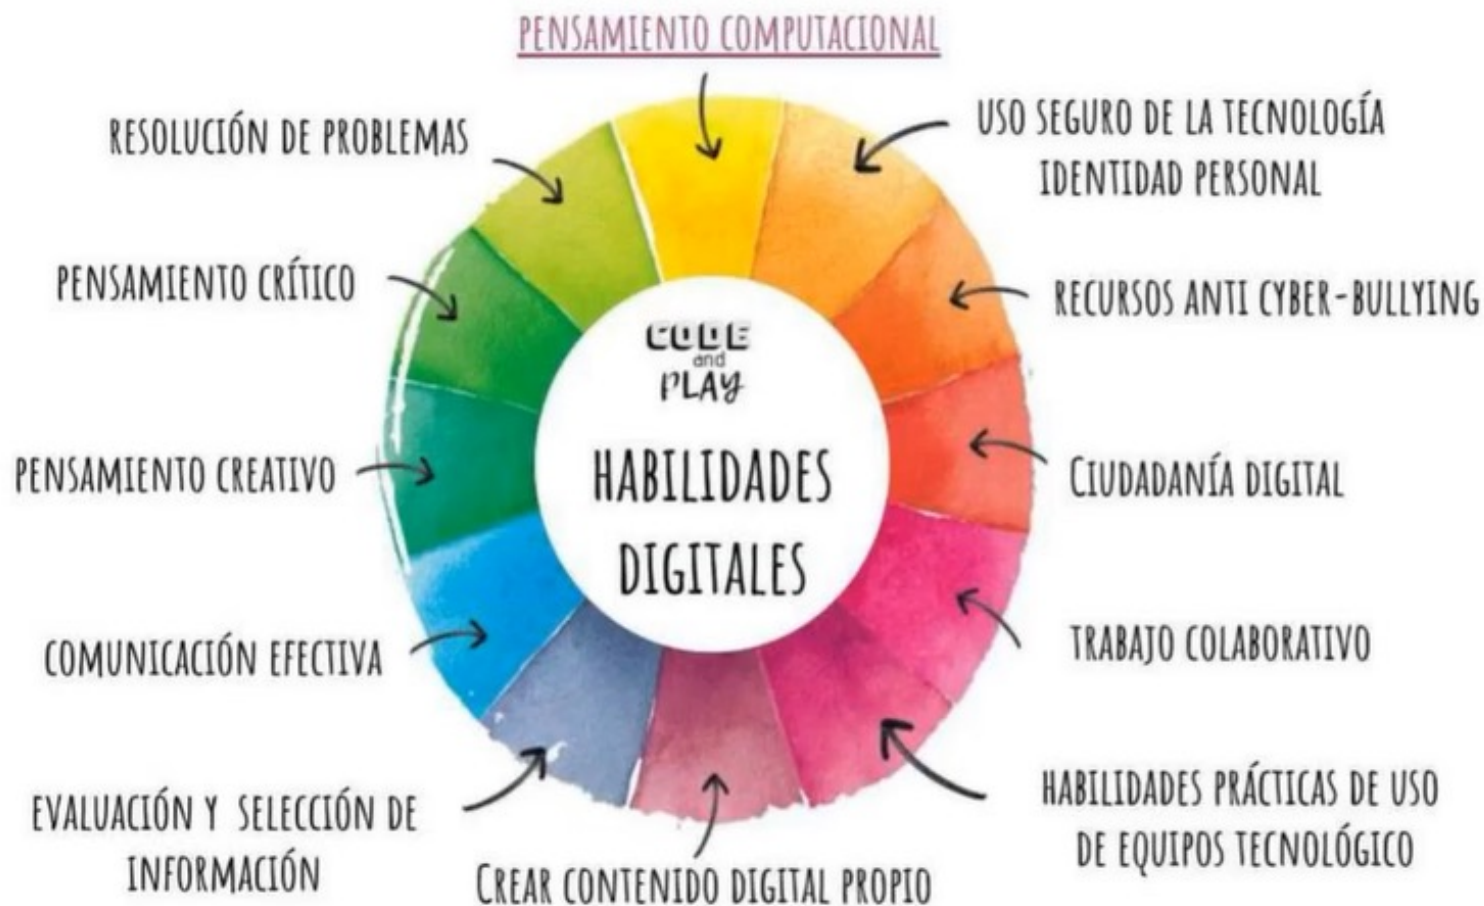 PENSAMIENTO COMPUTACIONAL
USO SEGURO DE LA TECNOLOGÍA
IDENTIDAD PERSONAL
RECURSOS ANTI CYBER-BULLYING
CIUDADANÍA DIGITAL
TRABAJO COLABORATIVO
HABILIDADES PRÁCTICAS DE USO
DE EQUIPOS TECNOLÓGICO
CREAR CONTENIDO DIGITAL PROPIO
EVALUACIÓN Y SELECCIÓN DE
INFORMACIÓN
COMUNICACIÓN EFECTIVA
PENSAMIENTO CREATIVO
PENSAMIENTO CRÍTICO
RESOLUCIÓN DE PROBLEMAS
CODE
and
PLAY
HABILIDADES
DIGITALES